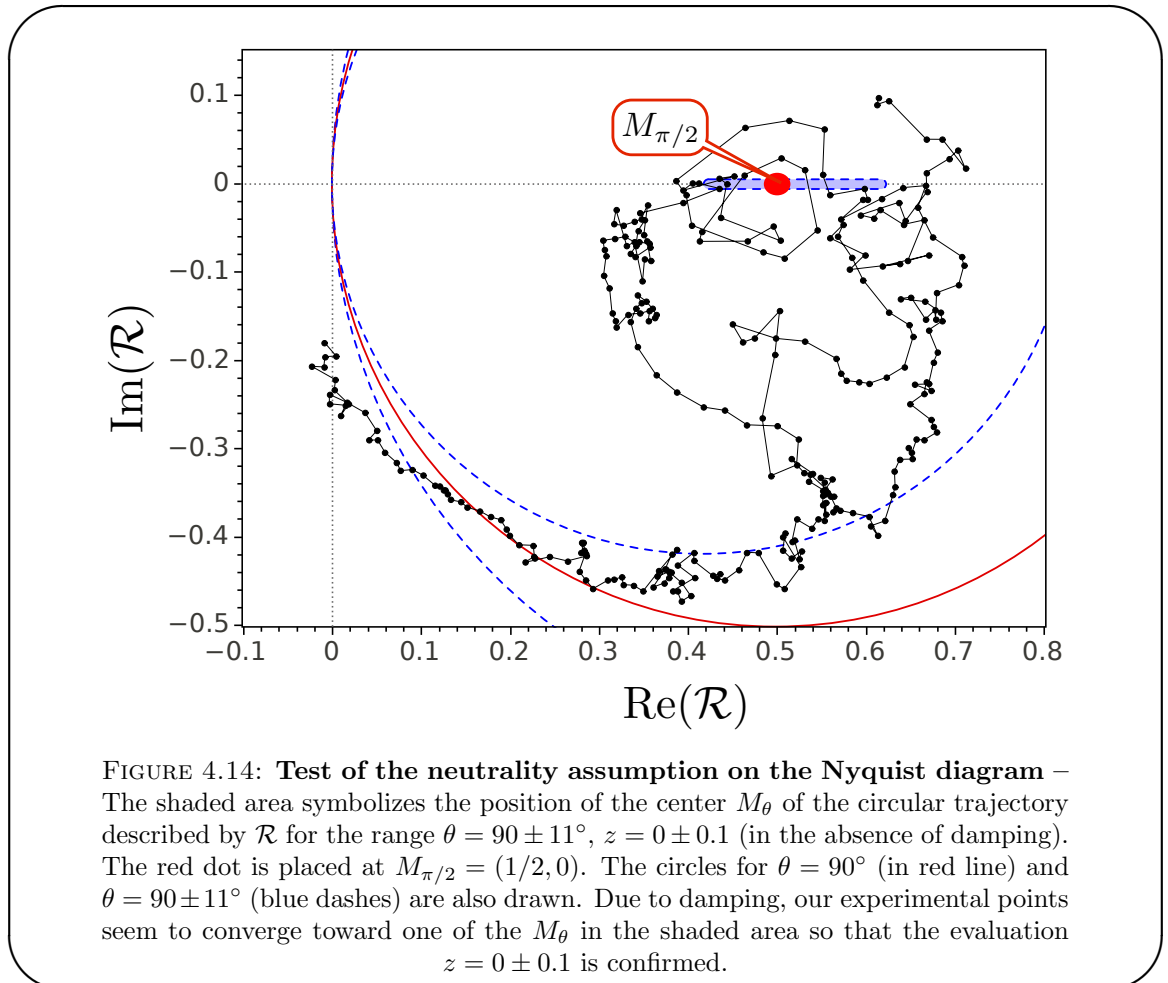 0.1
0
−0.1
−0.2
−0.3
−0.4
−0.5
Im(ℛ)
M_{π/2}
−0.1 0 0.1 0.2 0.3 0.4 0.5 0.6 0.7 0.8
Re(ℛ)
FIGURE 4.14: Test of the neutrality assumption on the Nyquist diagram –
The shaded area symbolizes the position of the center M_θ of the circular trajectory
described by ℛ for the range θ = 90 ± 11°, z = 0 ± 0.1 (in the absence of damping).
The red dot is placed at M_{π/2} = (1/2, 0). The circles for θ = 90° (in red line) and
θ = 90 ± 11° (blue dashes) are also drawn. Due to damping, our experimental points
seem to converge toward one of the M_θ in the shaded area so that the evaluation
z = 0 ± 0.1 is confirmed.